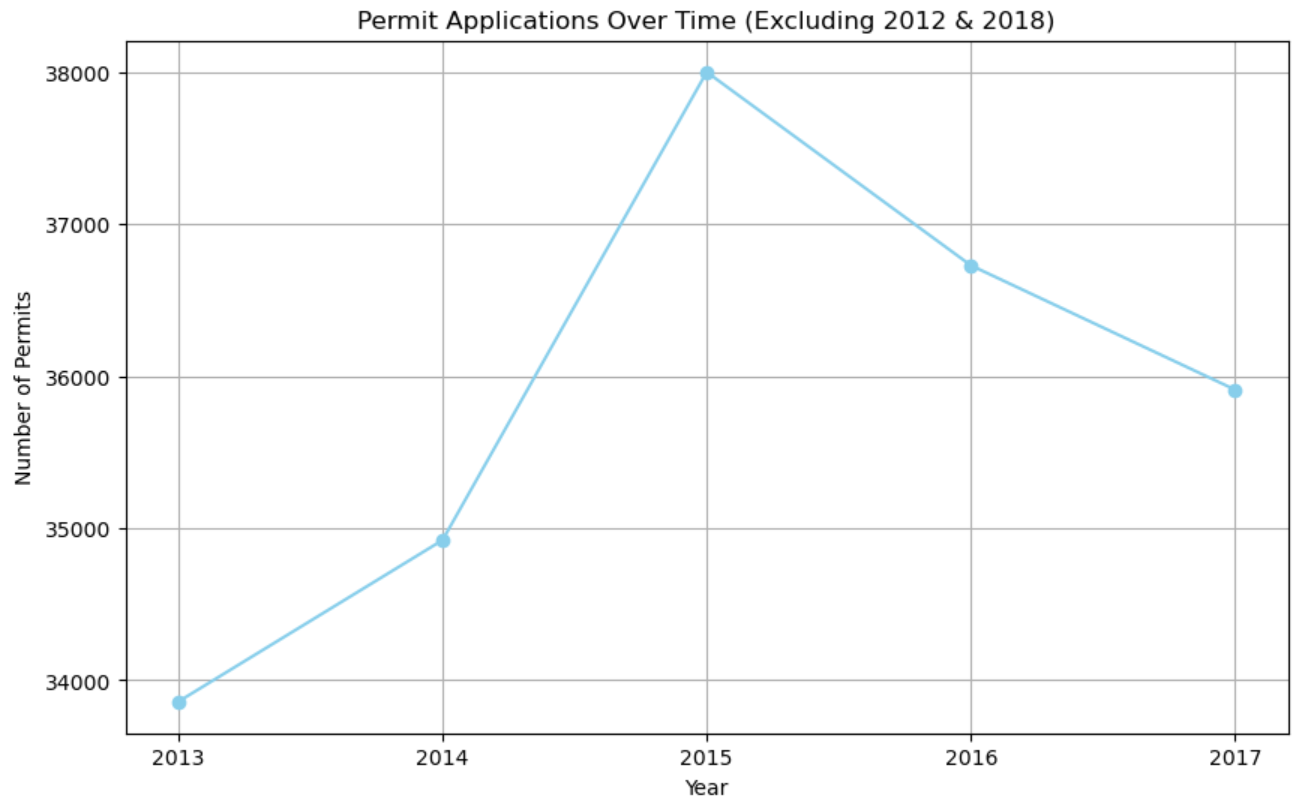 Permit Applications Over Time (Excluding 2012 & 2018)
38000
37000
36000
35000
34000
Number of Permits
2013 2014 2015 2016 2017
Year